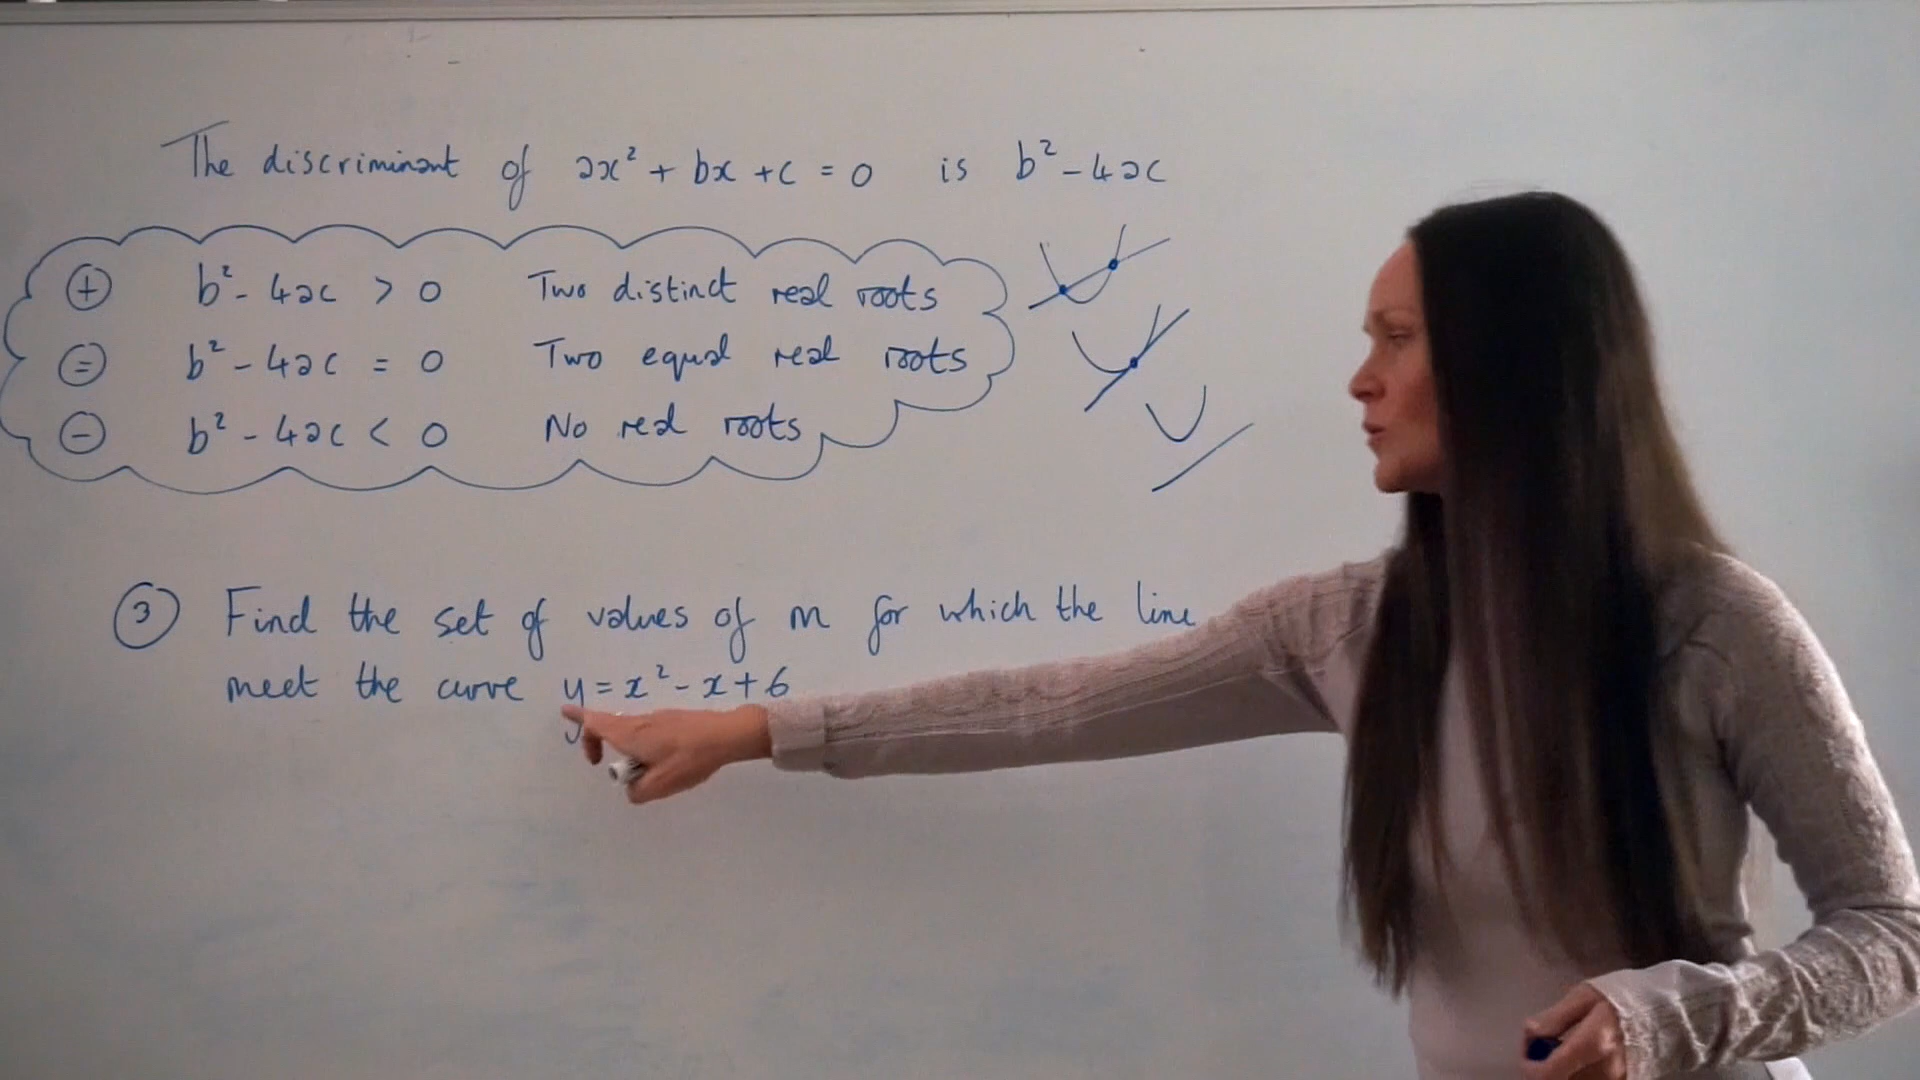 The discriminant of ax² + bx + c = 0 is b² - 4ac
+ b² - 4ac > 0 Two distinct real roots
= b² - 4ac = 0 Two equal real roots
- b² - 4ac < 0 No real roots
3 Find the set of values of m for which the line
meet the curve y = x² - x + 6